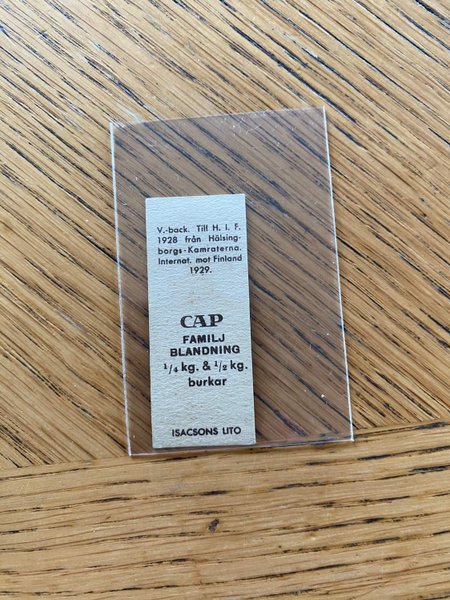 V.-back. Till H. I. F.
1928 från Hälsing-
borgs-Kamraterna.
Internat. mot Finland
1929.
CAP
FAMILJ
BLANDNING
1/4 kg. & 1/2 kg.
burkar
ISACSONS LITO